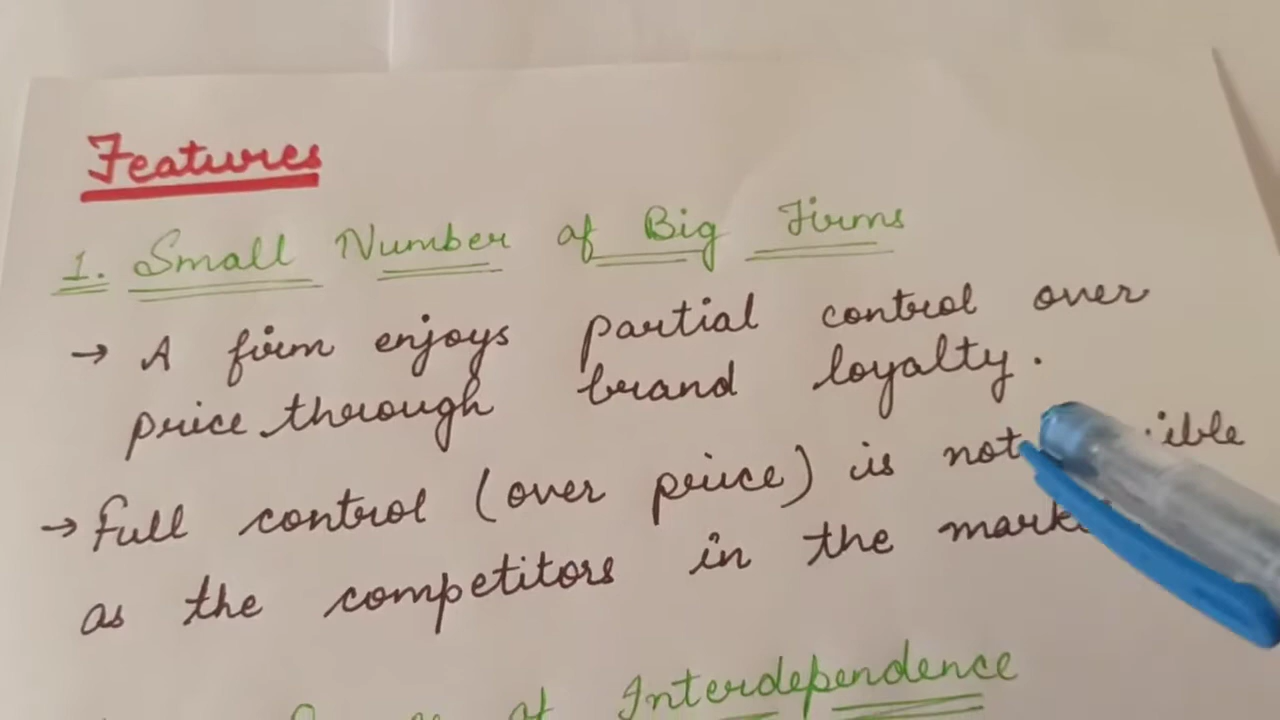 Features
1. Small Number of Big Firms
→ A firm enjoys partial control over
price through brand loyalty.
→ Full control (over price) is not
as the competitors in the
of Interdependence